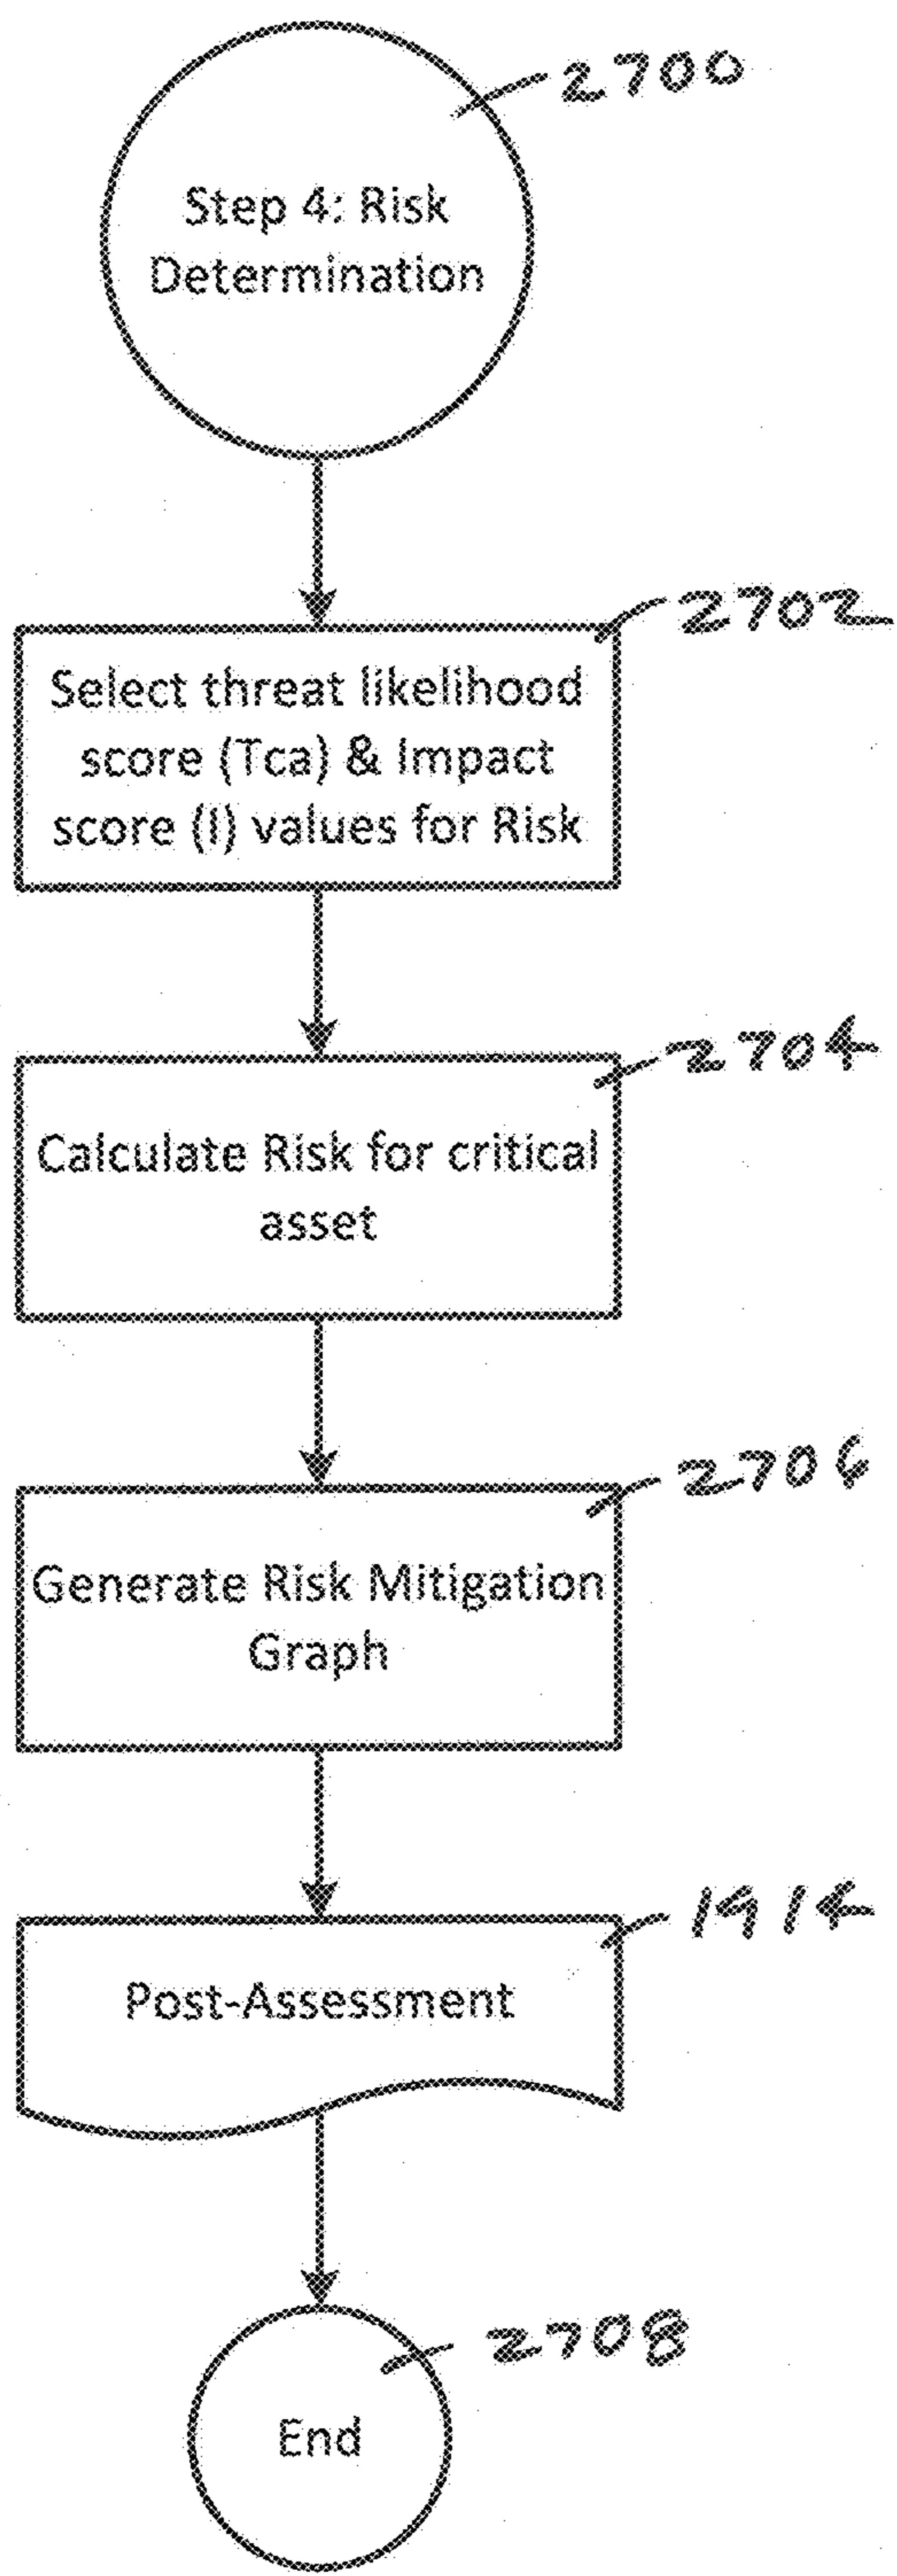 2700
Step 4: Risk
Determination
2702
Select threat likelihood
score (Tca) & Impact
score (I) values for Risk
2704
Calculate Risk for critical
asset
2706
Generate Risk Mitigation
Graph
1914
Post-Assessment
2708
End